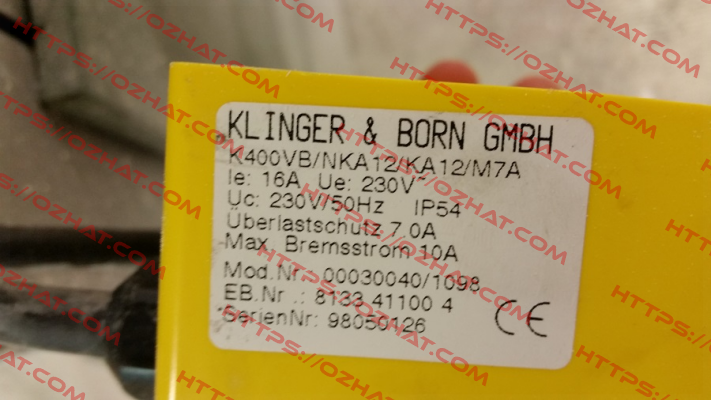 KLINGER & BORN GMBH
K400VB/NKA12/KA12/M7A
Ie: 16A Ue: 230V~
Uc: 230V/50Hz IP54
Überlastschutz 7.0A
Max. Bremsstrom 10A
Mod.Nr. 00030040/1098
EB.Nr .: 8133 41100 4
SerienNr: 98050126
CE
HTTPS://OZHAT.COM